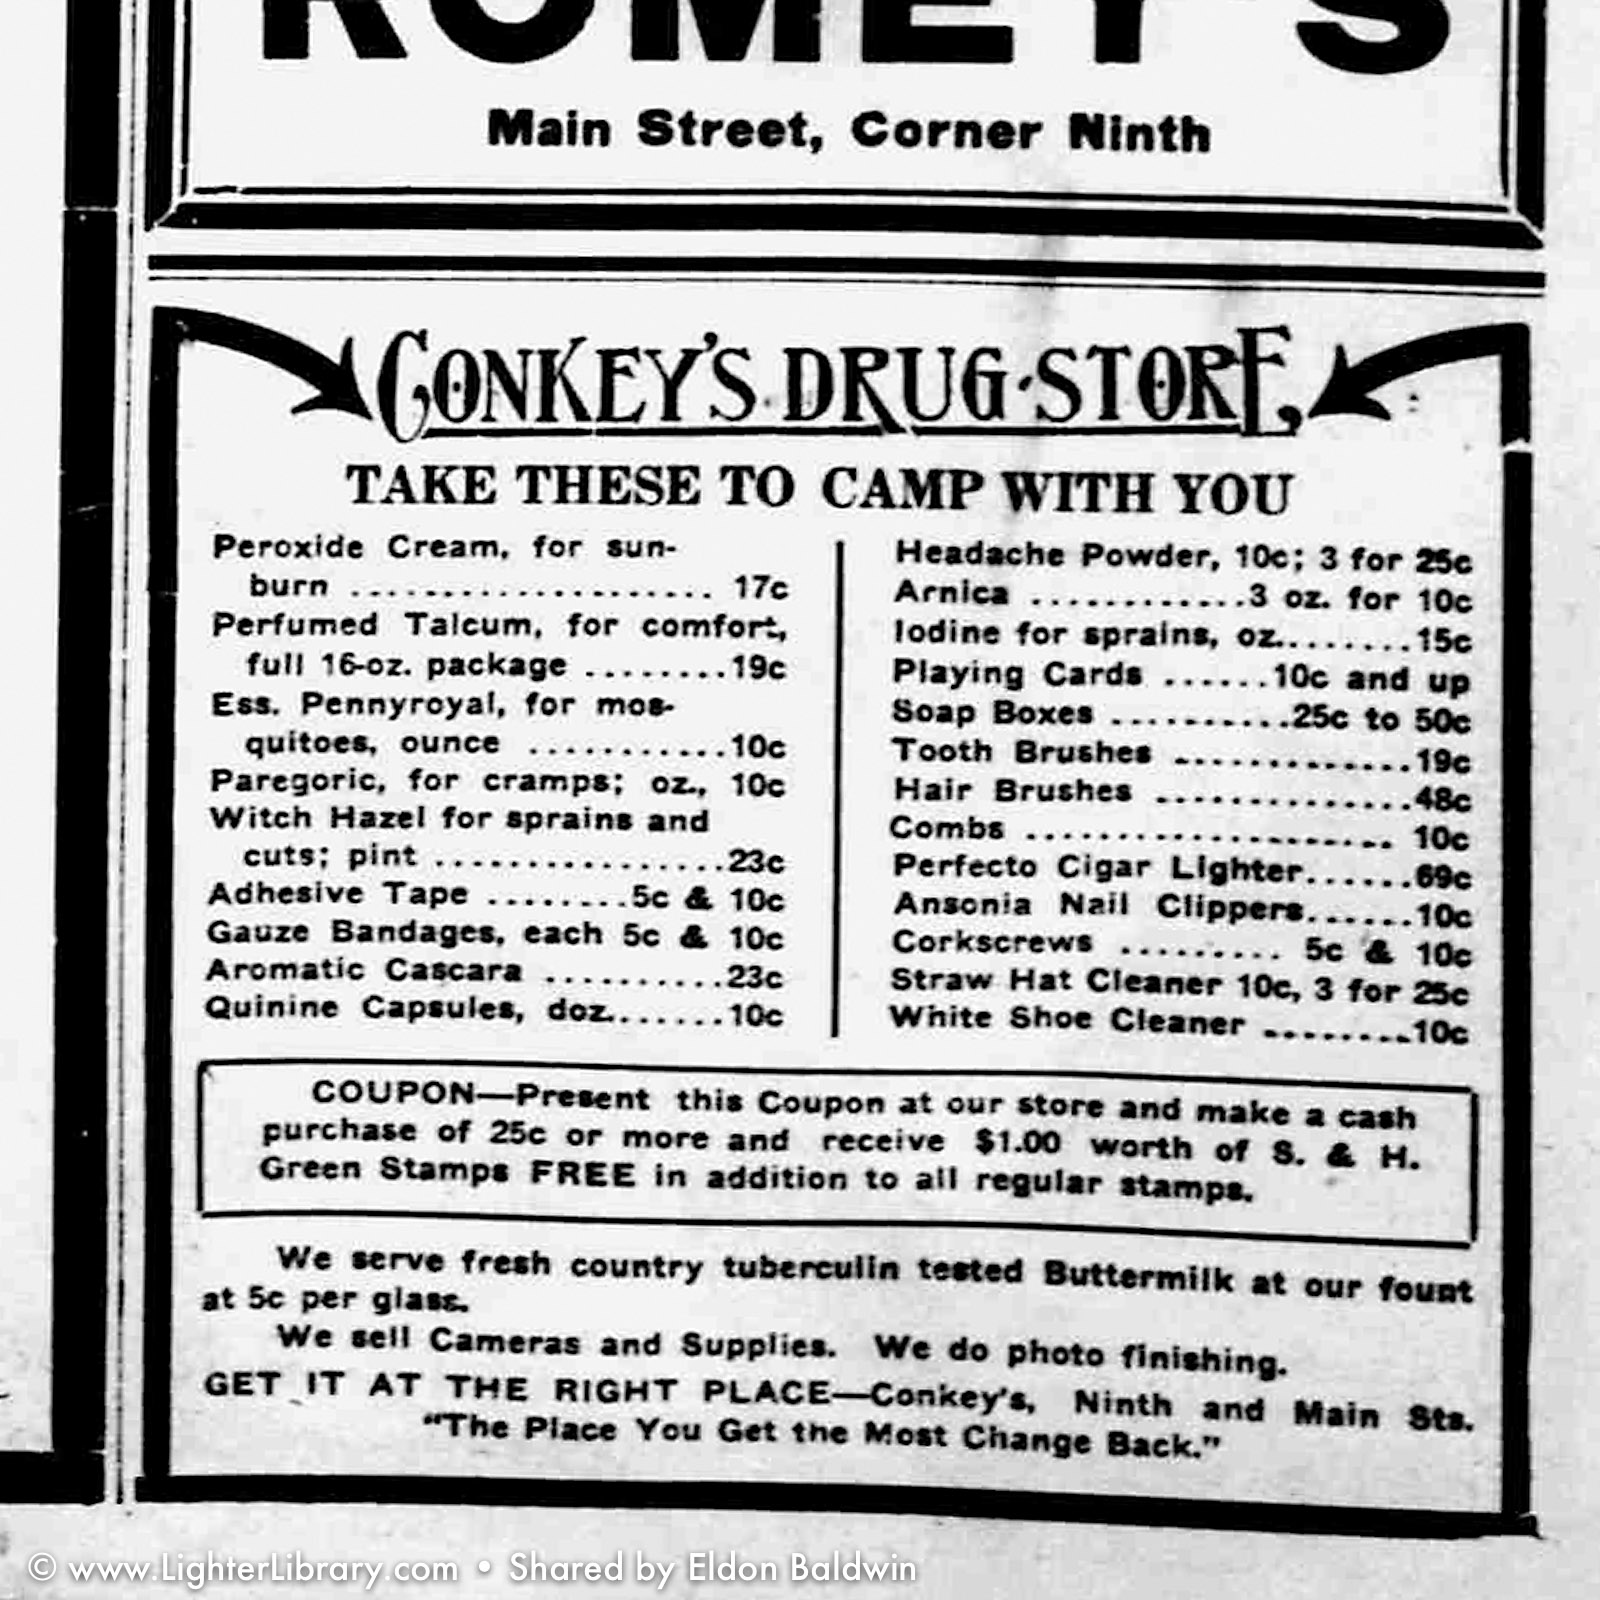 ROMEY'S
Main Street, Corner Ninth
CONKEY'S DRUG STORE
TAKE THESE TO CAMP WITH YOU
Peroxide Cream, for sun-
burn .................... 17c
Perfumed Talcum, for comfort,
full 16-oz. package ........19c
Ess. Pennyroyal, for mos-
quitoes, ounce ...........10c
Paregoric, for cramps; oz., 10c
Witch Hazel for sprains and
cuts; pint ................23c
Adhesive Tape ........5c & 10c
Gauze Bandages, each 5c & 10c
Aromatic Cascara ..........23c
Quinine Capsules, doz.......10c
Headache Powder, 10c; 3 for 25c
Arnica ............3 oz. for 10c
Iodine for sprains, oz........15c
Playing Cards ......10c and up
Soap Boxes ..........25c to 50c
Tooth Brushes .............19c
Hair Brushes ..............48c
Combs .................... 10c
Perfecto Cigar Lighter......69c
Ansonia Nail Clippers......10c
Corkscrews ......... 5c & 10c
Straw Hat Cleaner 10c, 3 for 25c
White Shoe Cleaner ........10c
COUPON—Present this Coupon at our store and make a cash
purchase of 25c or more and receive $1.00 worth of S. & H.
Green Stamps FREE in addition to all regular stamps.
We serve fresh country tuberculin tested Buttermilk at our fount
at 5c per glass.
We sell Cameras and Supplies. We do photo finishing.
GET IT AT THE RIGHT PLACE—Conkey's, Ninth and Main Sts.
"The Place You Get the Most Change Back."
© www.LighterLibrary.com • Shared by Eldon Baldwin